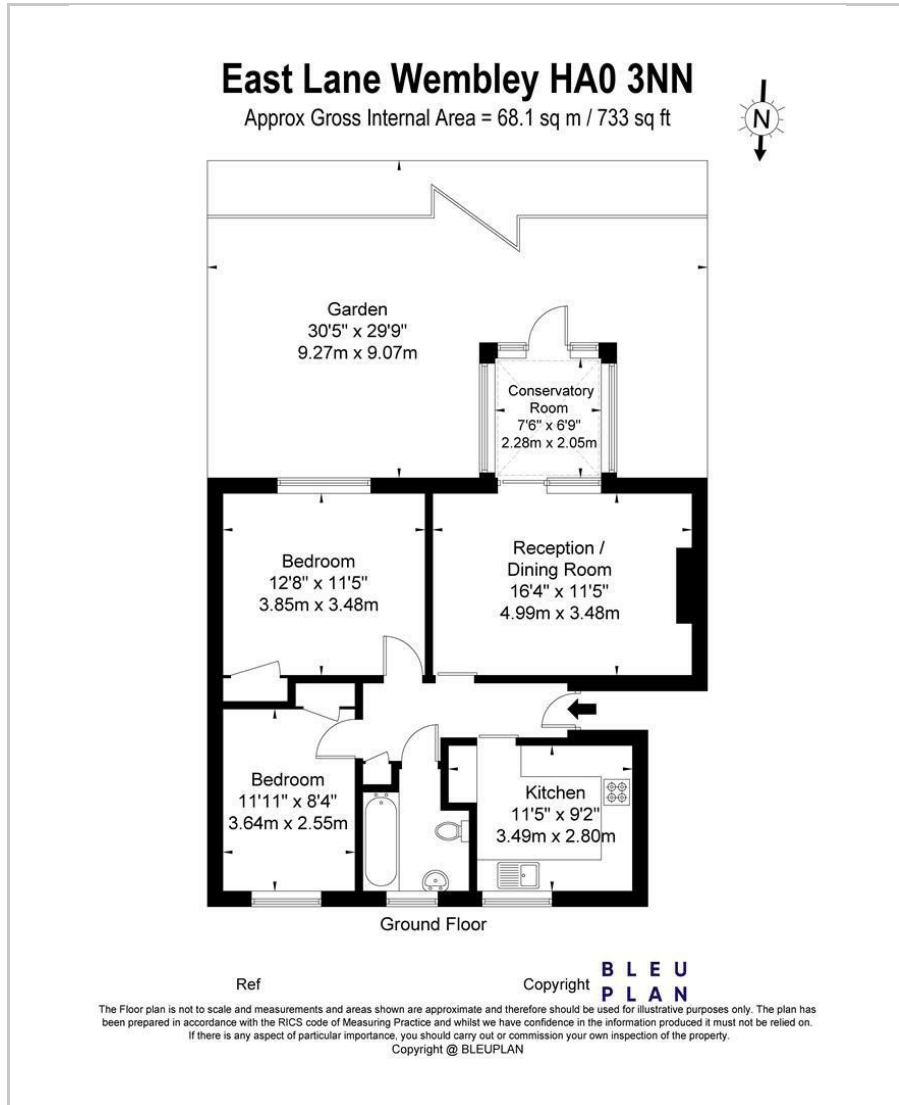 East Lane Wembley HA0 3NN
Approx Gross Internal Area = 68.1 sq m / 733 sq ft
N
Garden
30'5" x 29'9"
9.27m x 9.07m
Conservatory
Room
7'6" x 6'9"
2.28m x 2.05m
Bedroom
12'8" x 11'5"
3.85m x 3.48m
Reception /
Dining Room
16'4" x 11'5"
4.99m x 3.48m
Bedroom
11'11" x 8'4"
3.64m x 2.55m
Kitchen
11'5" x 9'2"
3.49m x 2.80m
Ground Floor
Ref
Copyright
BLEU
PLAN
The Floor plan is not to scale and measurements and areas shown are approximate and therefore should be used for illustrative purposes only. The plan has
been prepared in accordance with the RICS code of Measuring Practice and whilst we have confidence in the information produced it must not be relied on.
If there is any aspect of particular importance, you should carry out or commission your own inspection of the property.
Copyright @ BLEUPLAN